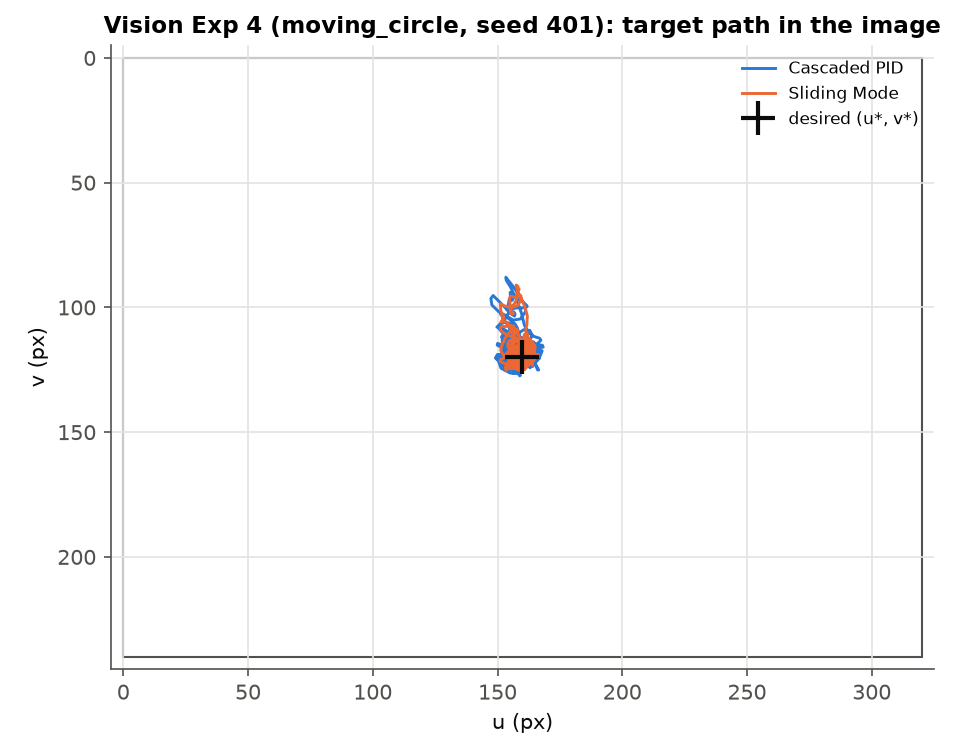 Vision Exp 4 (moving_circle, seed 401): target path in the image
Cascaded PID
Sliding Mode
desired (u*, v*)
0
50
100
150
200
v (px)
0 50 100 150 200 250 300
u (px)